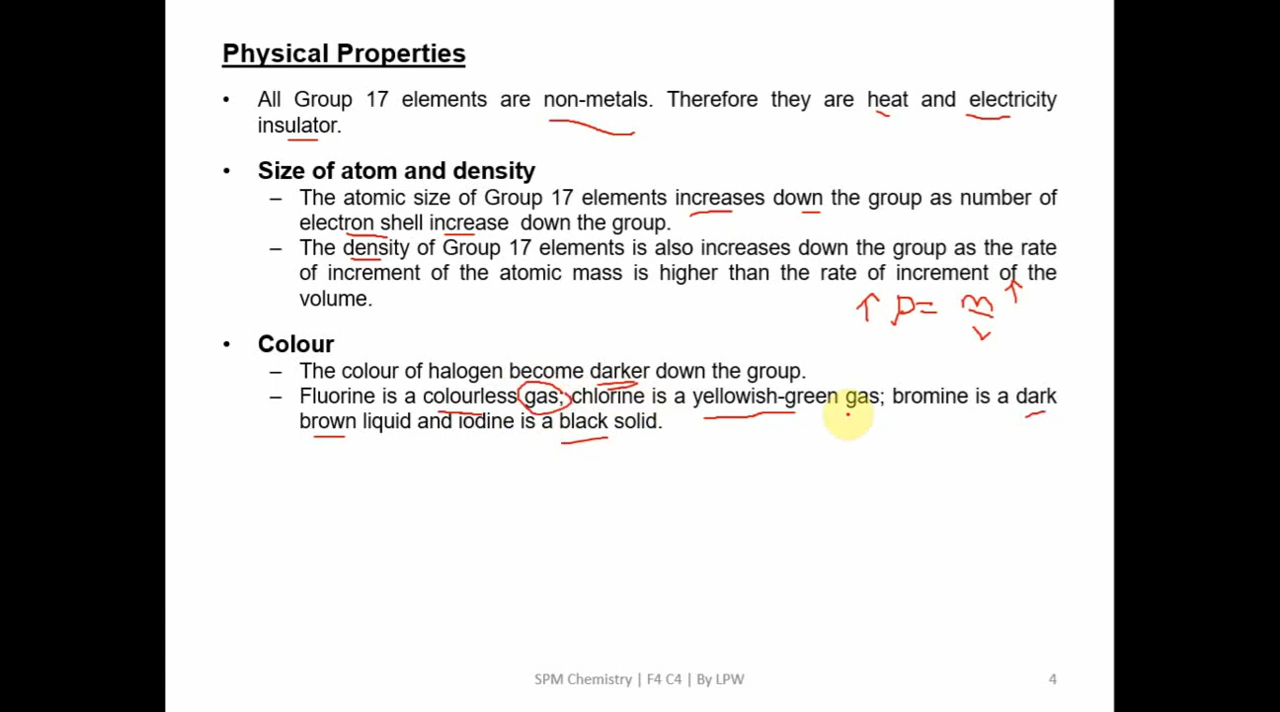 Physical Properties
• All Group 17 elements are non-metals. Therefore they are heat and electricity
insulator.
• Size of atom and density
– The atomic size of Group 17 elements increases down the group as number of
electron shell increase down the group.
– The density of Group 17 elements is also increases down the group as the rate
of increment of the atomic mass is higher than the rate of increment of the
volume.
↑ ρ = m ↑
v
• Colour
– The colour of halogen become darker down the group.
– Fluorine is a colourless gas; chlorine is a yellowish-green gas; bromine is a dark
brown liquid and iodine is a black solid.
SPM Chemistry | F4 C4 | By LPW 4